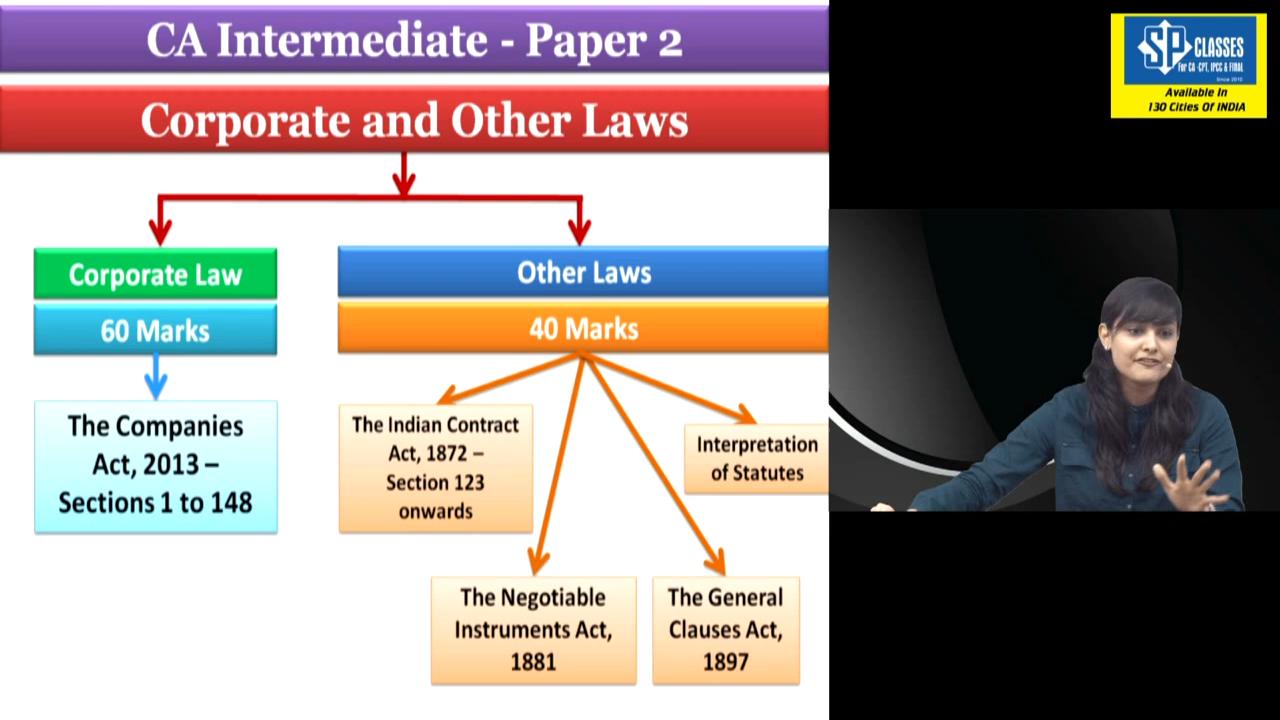 CA Intermediate - Paper 2
Corporate and Other Laws
Corporate Law
60 Marks
The Companies
Act, 2013 –
Sections 1 to 148
Other Laws
40 Marks
The Indian Contract
Act, 1872 –
Section 123
onwards
Interpretation
of Statutes
The Negotiable
Instruments Act,
1881
The General
Clauses Act,
1897
SP CLASSES
For CA -CPT, IPCC & FINAL
Since 2010
Available In
130 Cities Of INDIA